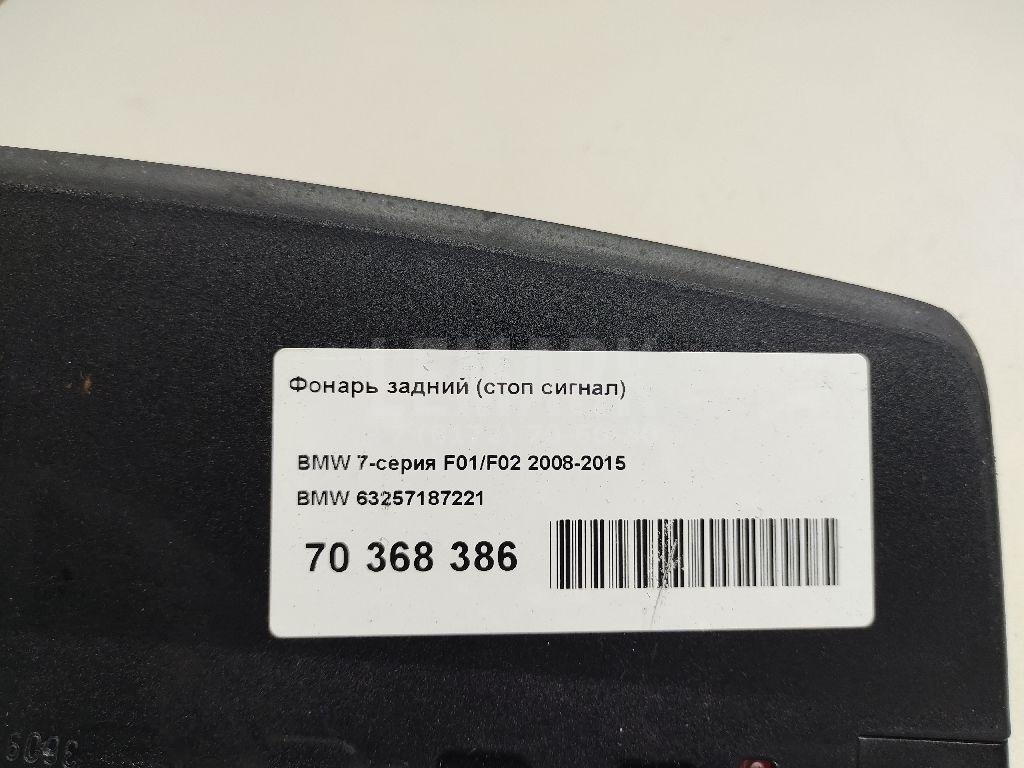 Фонарь задний (стоп сигнал)
BMW 7-серия F01/F02 2008-2015
BMW 63257187221
70 368 386